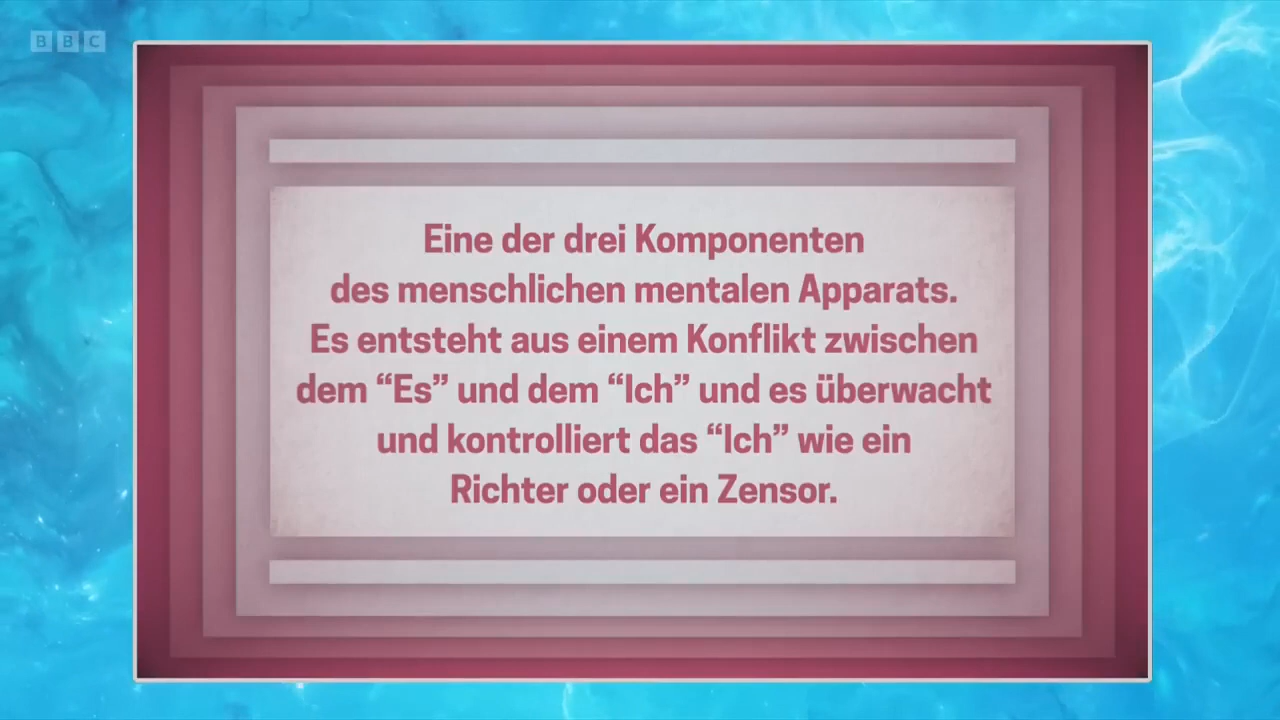 BBC
Eine der drei Komponenten
des menschlichen mentalen Apparats.
Es entsteht aus einem Konflikt zwischen
dem “Es” und dem “Ich” und es überwacht
und kontrolliert das “Ich” wie ein
Richter oder ein Zensor.